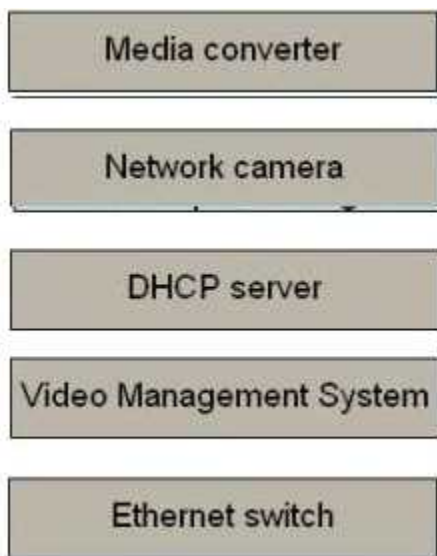 Media converter
Network camera
DHCP server
Video Management System
Ethernet switch